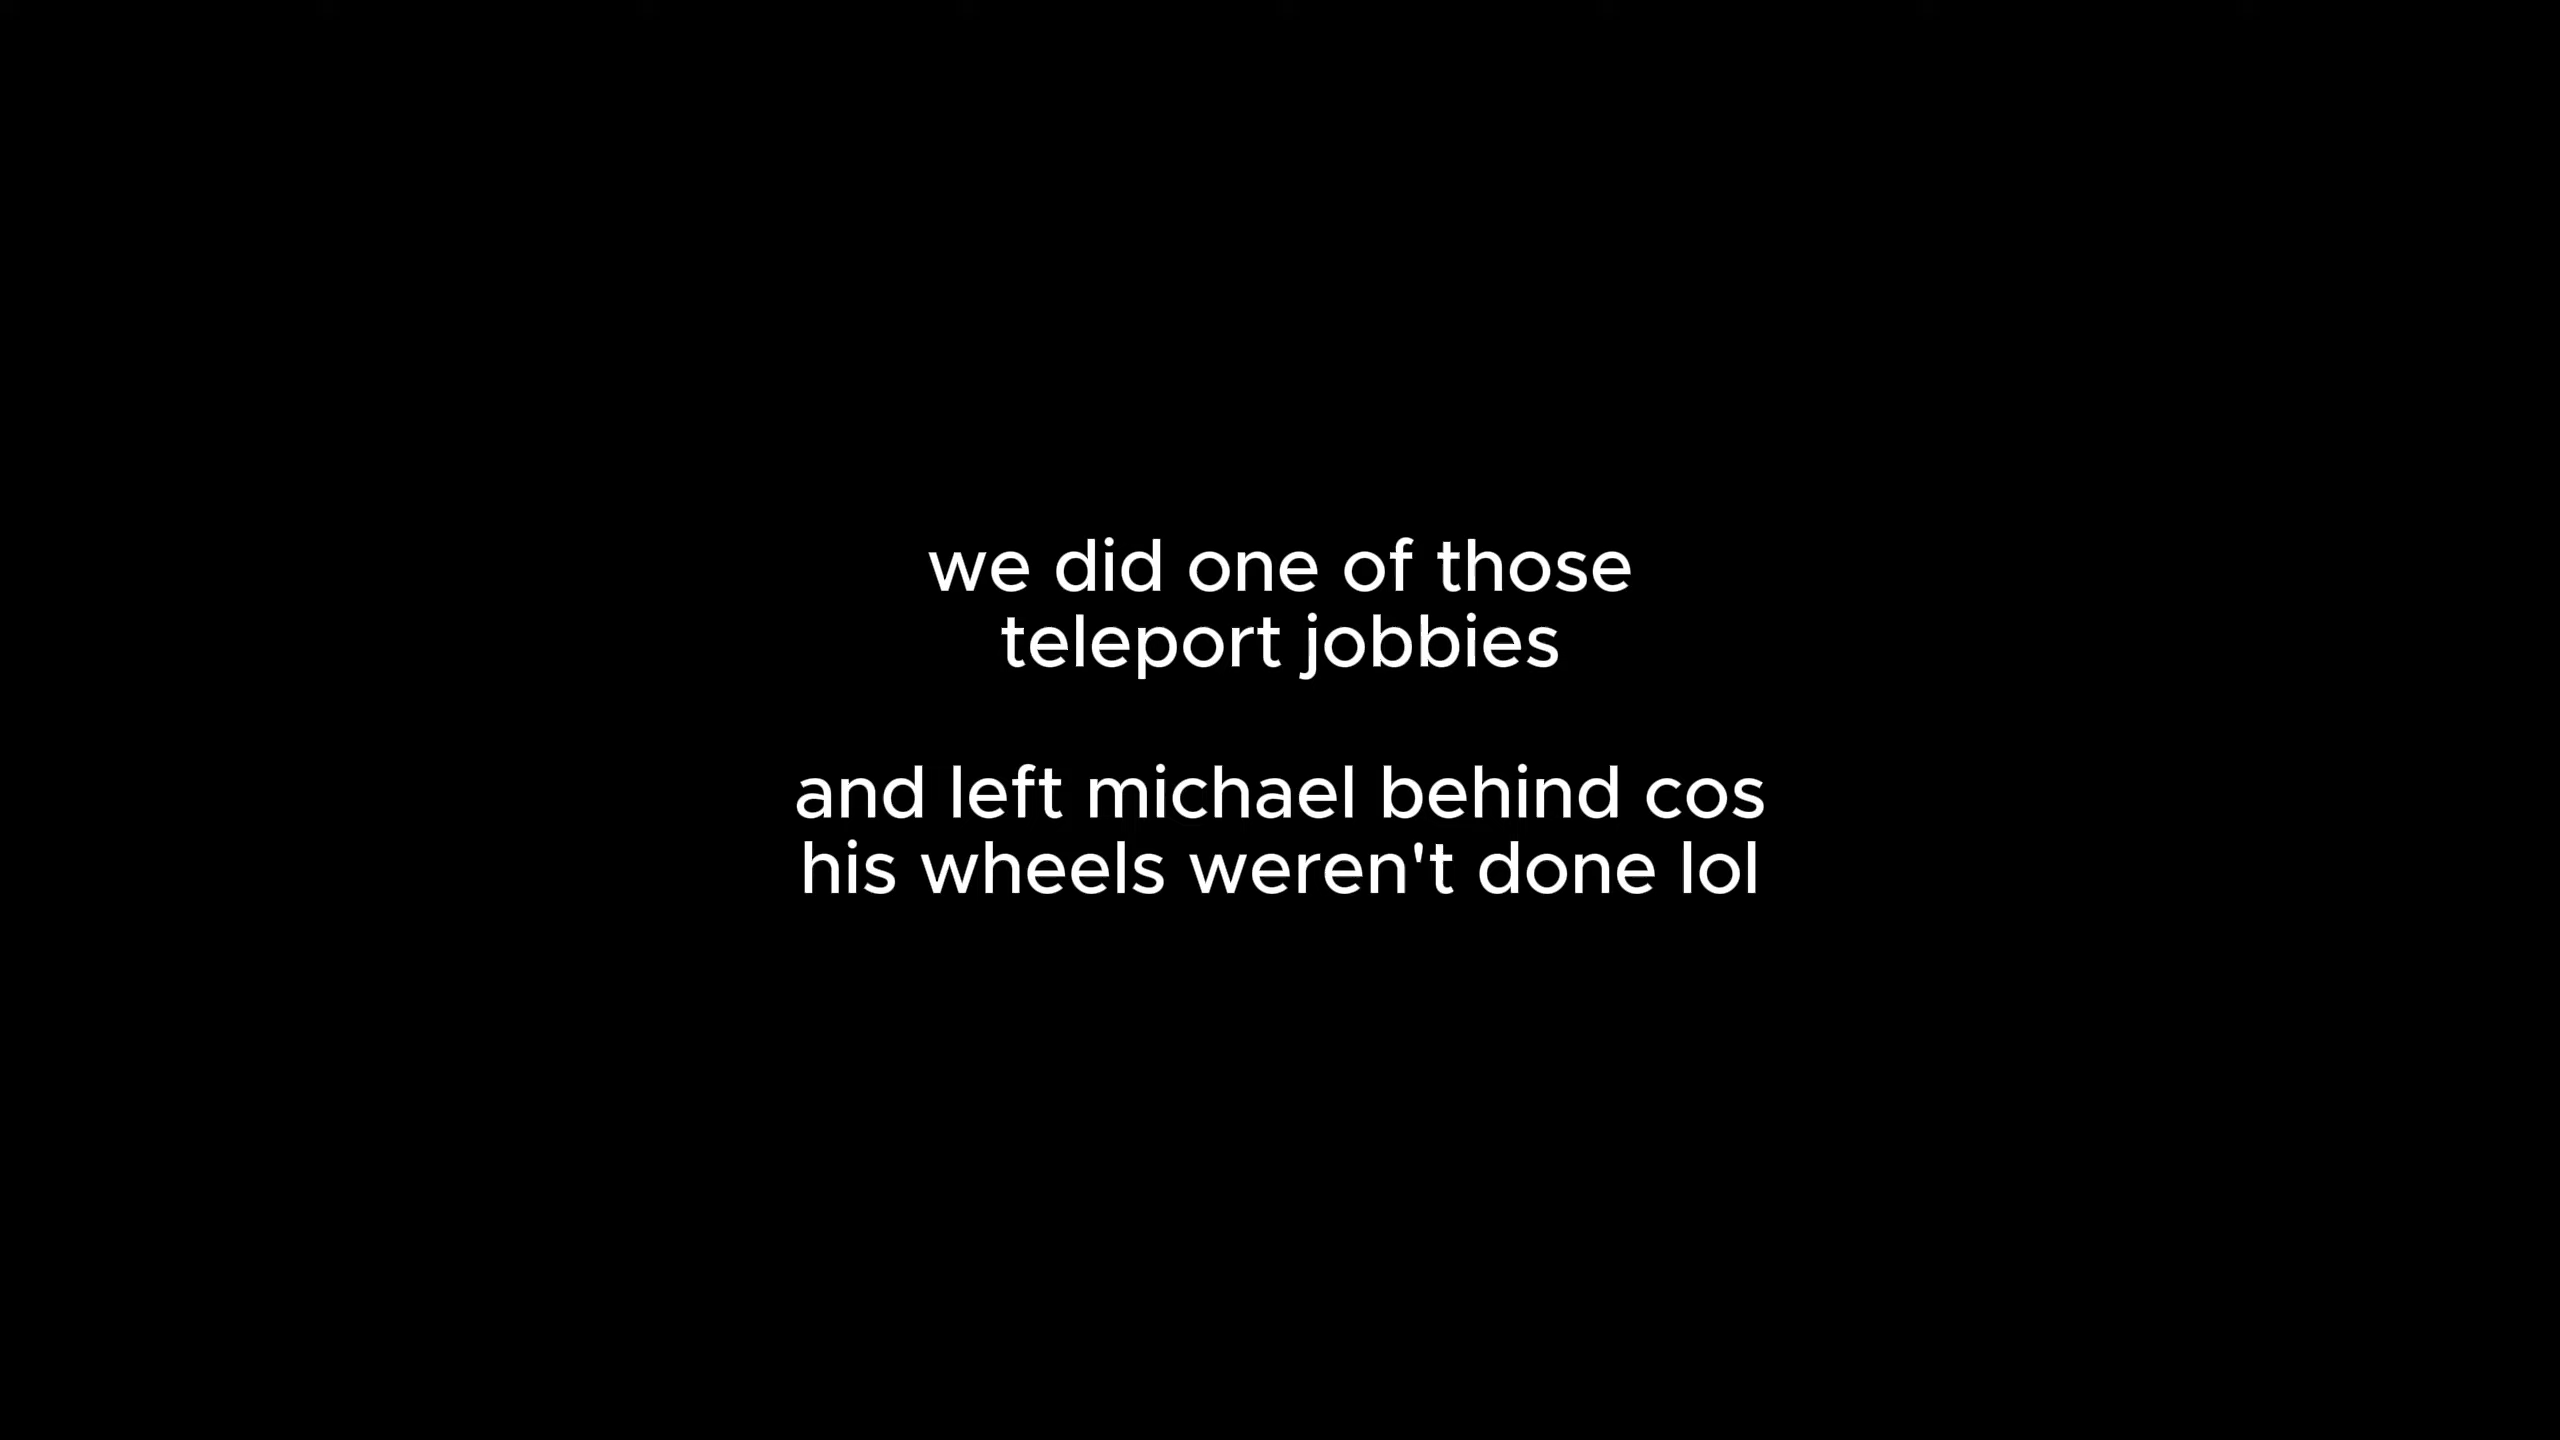 we did one of those
teleport jobbies
and left michael behind cos
his wheels weren't done lol